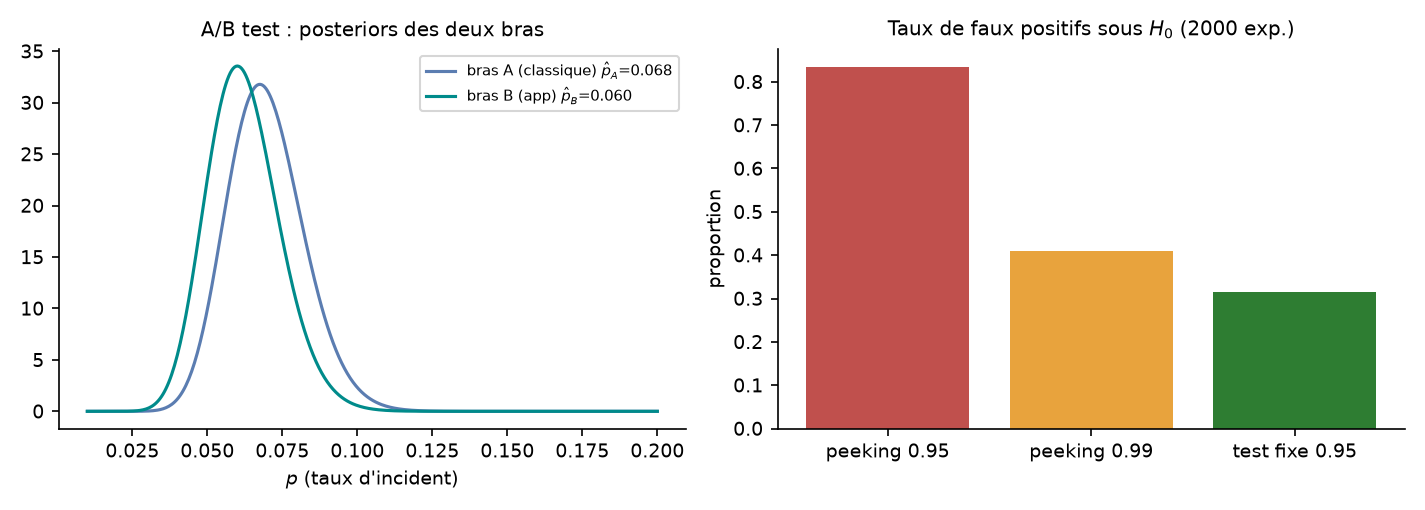 A/B test : posteriors des deux bras
35
30
25
20
15
10
5
0
bras A (classique) p̂_A=0.068
bras B (app) p̂_B=0.060
0.025 0.050 0.075 0.100 0.125 0.150 0.175 0.200
p (taux d'incident)
Taux de faux positifs sous H₀ (2000 exp.)
proportion
0.8
0.7
0.6
0.5
0.4
0.3
0.2
0.1
0.0
peeking 0.95 peeking 0.99 test fixe 0.95